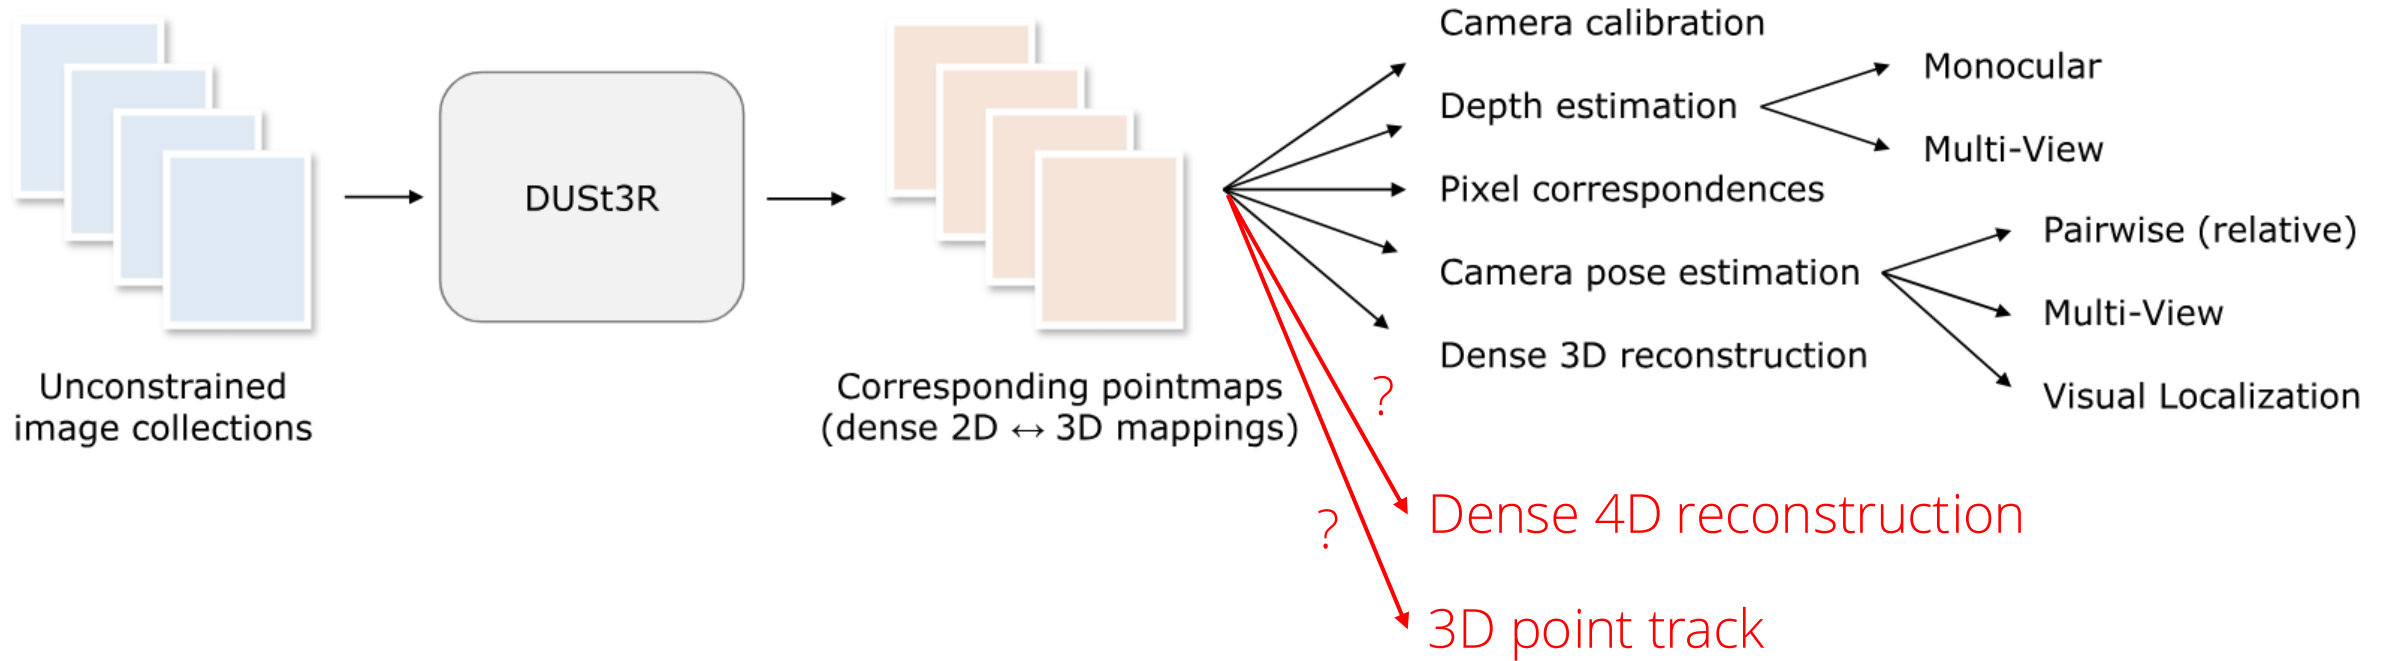 Unconstrained
image collections
DUSt3R
Corresponding pointmaps
(dense 2D ↔ 3D mappings)
Camera calibration
Depth estimation
Monocular
Multi-View
Pixel correspondences
Camera pose estimation
Pairwise (relative)
Multi-View
Visual Localization
Dense 3D reconstruction
?
Dense 4D reconstruction
?
3D point track